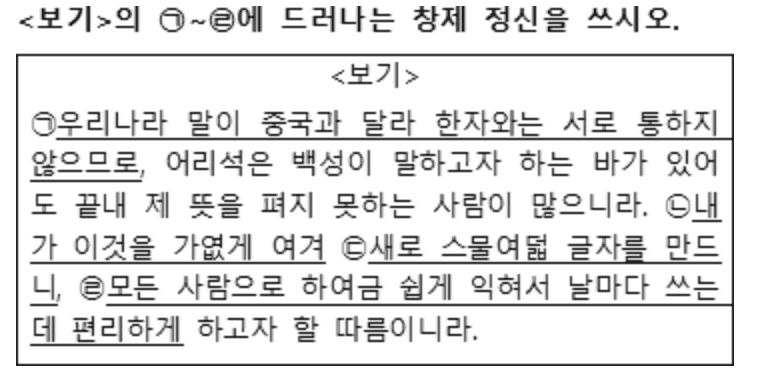 <보기>의 ㉠~㉣에 드러나는 창제 정신을 쓰시오.
<보기>
㉠우리나라 말이 중국과 달라 한자와는 서로 통하지
않으므로, 어리석은 백성이 말하고자 하는 바가 있어
도 끝내 제 뜻을 펴지 못하는 사람이 많으니라. ㉡내
가 이것을 가엾게 여겨 ㉢새로 스물여덟 글자를 만드
니, ㉣모든 사람으로 하여금 쉽게 익혀서 날마다 쓰는
데 편리하게 하고자 할 따름이니라.